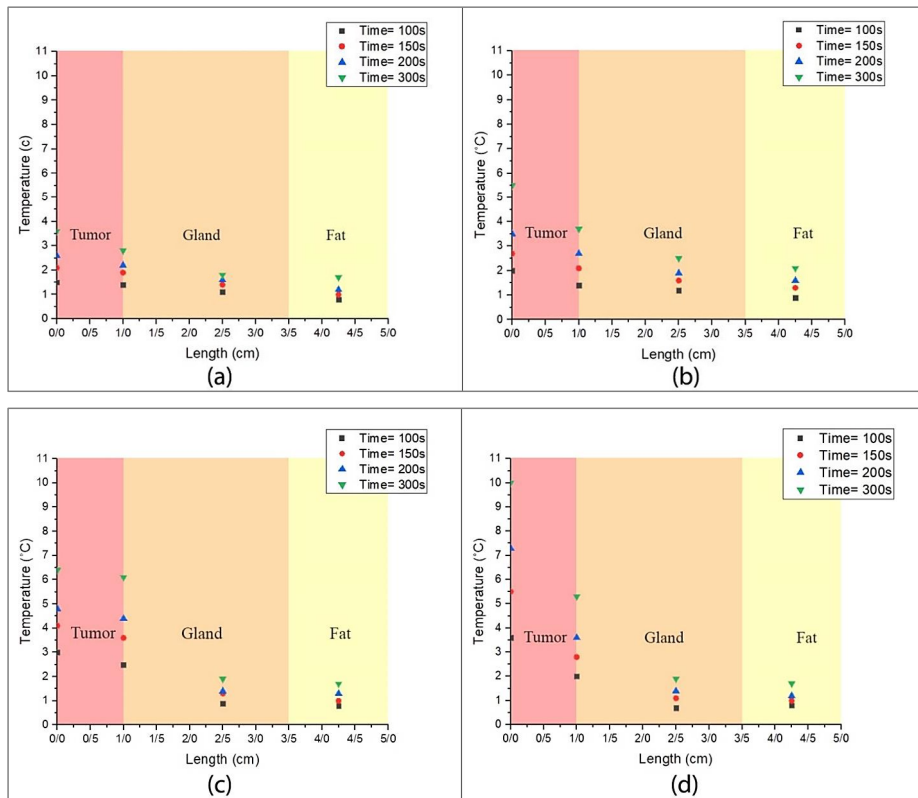 Time= 100s
Time= 150s
Time= 200s
Time= 300s
11
10
9
8
7
6
5
4
3
2
1
0
Temperature (c)
Tumor Gland Fat
0/0 0/5 1/0 1/5 2/0 2/5 3/0 3/5 4/0 4/5 5/0
Length (cm)
(a)
Time= 100s
Time= 150s
Time= 200s
Time= 300s
11
10
9
8
7
6
5
4
3
2
1
0
Temperature (°C)
Tumor Gland Fat
0/0 0/5 1/0 1/5 2/0 2/5 3/0 3/5 4/0 4/5 5/0
Length (cm)
(b)
Time= 100s
Time= 150s
Time= 200s
Time= 300s
11
10
9
8
7
6
5
4
3
2
1
0
Temperature (°C)
Tumor Gland Fat
0/0 0/5 1/0 1/5 2/0 2/5 3/0 3/5 4/0 4/5 5/0
Length (cm)
(c)
Time= 100s
Time= 150s
Time= 200s
Time= 300s
11
10
9
8
7
6
5
4
3
2
1
0
Temperature (°C)
Tumor Gland Fat
0/0 0/5 1/0 1/5 2/0 2/5 3/0 3/5 4/0 4/5 5/0
Length (cm)
(d)